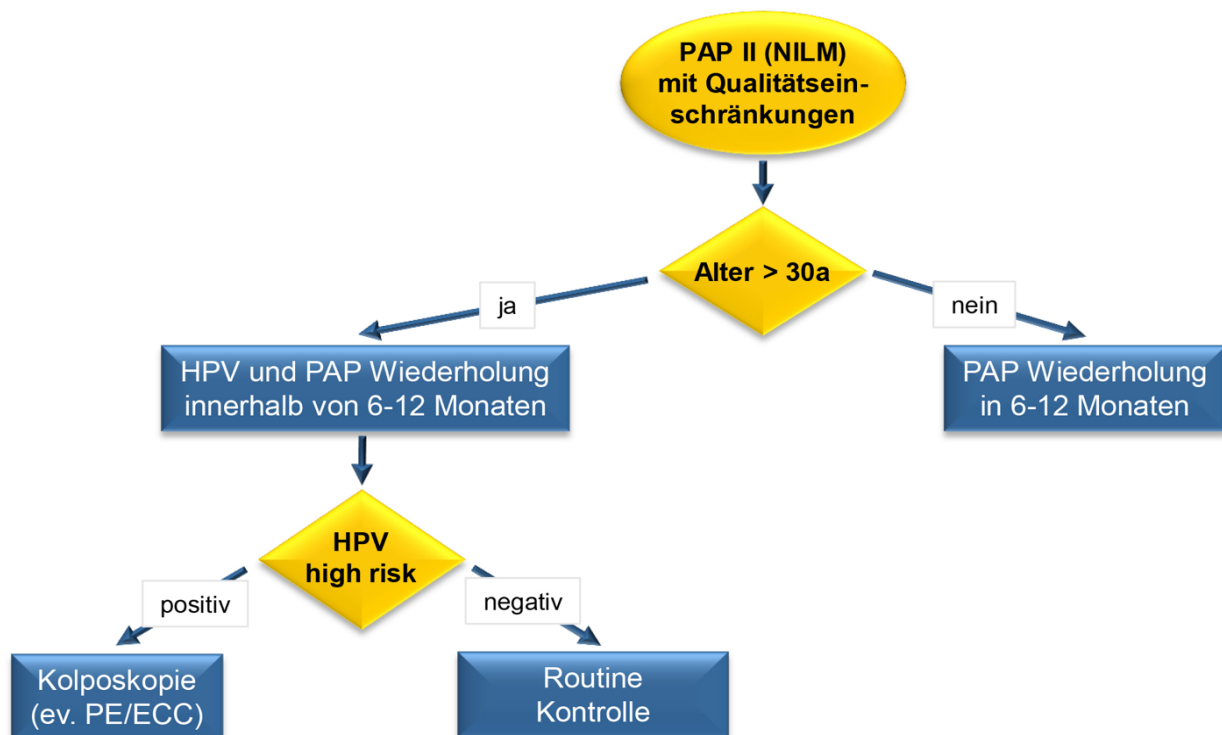 PAP II (NILM)
mit Qualitätsein-
schränkungen
Alter > 30a
ja
nein
HPV und PAP Wiederholung
innerhalb von 6-12 Monaten
PAP Wiederholung
in 6-12 Monaten
HPV
high risk
positiv
negativ
Kolposkopie
(ev. PE/ECC)
Routine
Kontrolle